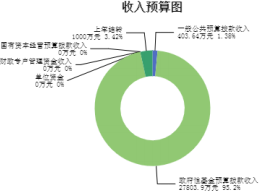 收入预算图
上年结转
1000万元 3.42%
一般公共预算拨款收入
403.64万元 1.38%
国有资本经营预算拨款收入
0万元 0%
财政专户管理资金收入
0万元 0%
单位资金
0万元 0%
政府性基金预算拨款收入
27803.9万元 95.2%